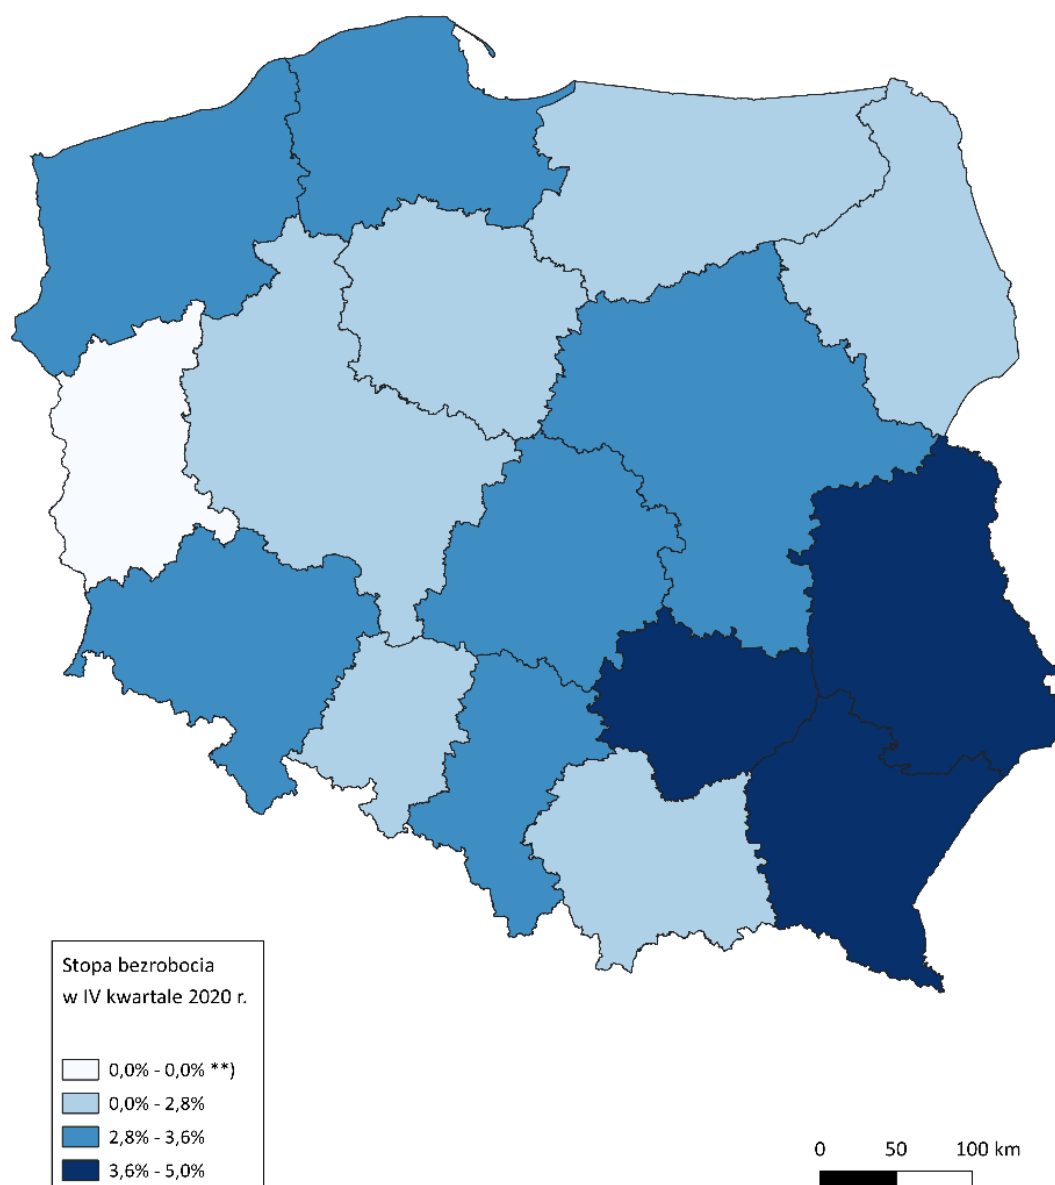 Stopa bezrobocia
w IV kwartale 2020 r.
0,0% - 0,0% **)
0,0% - 2,8%
2,8% - 3,6%
3,6% - 5,0%
0 50 100 km